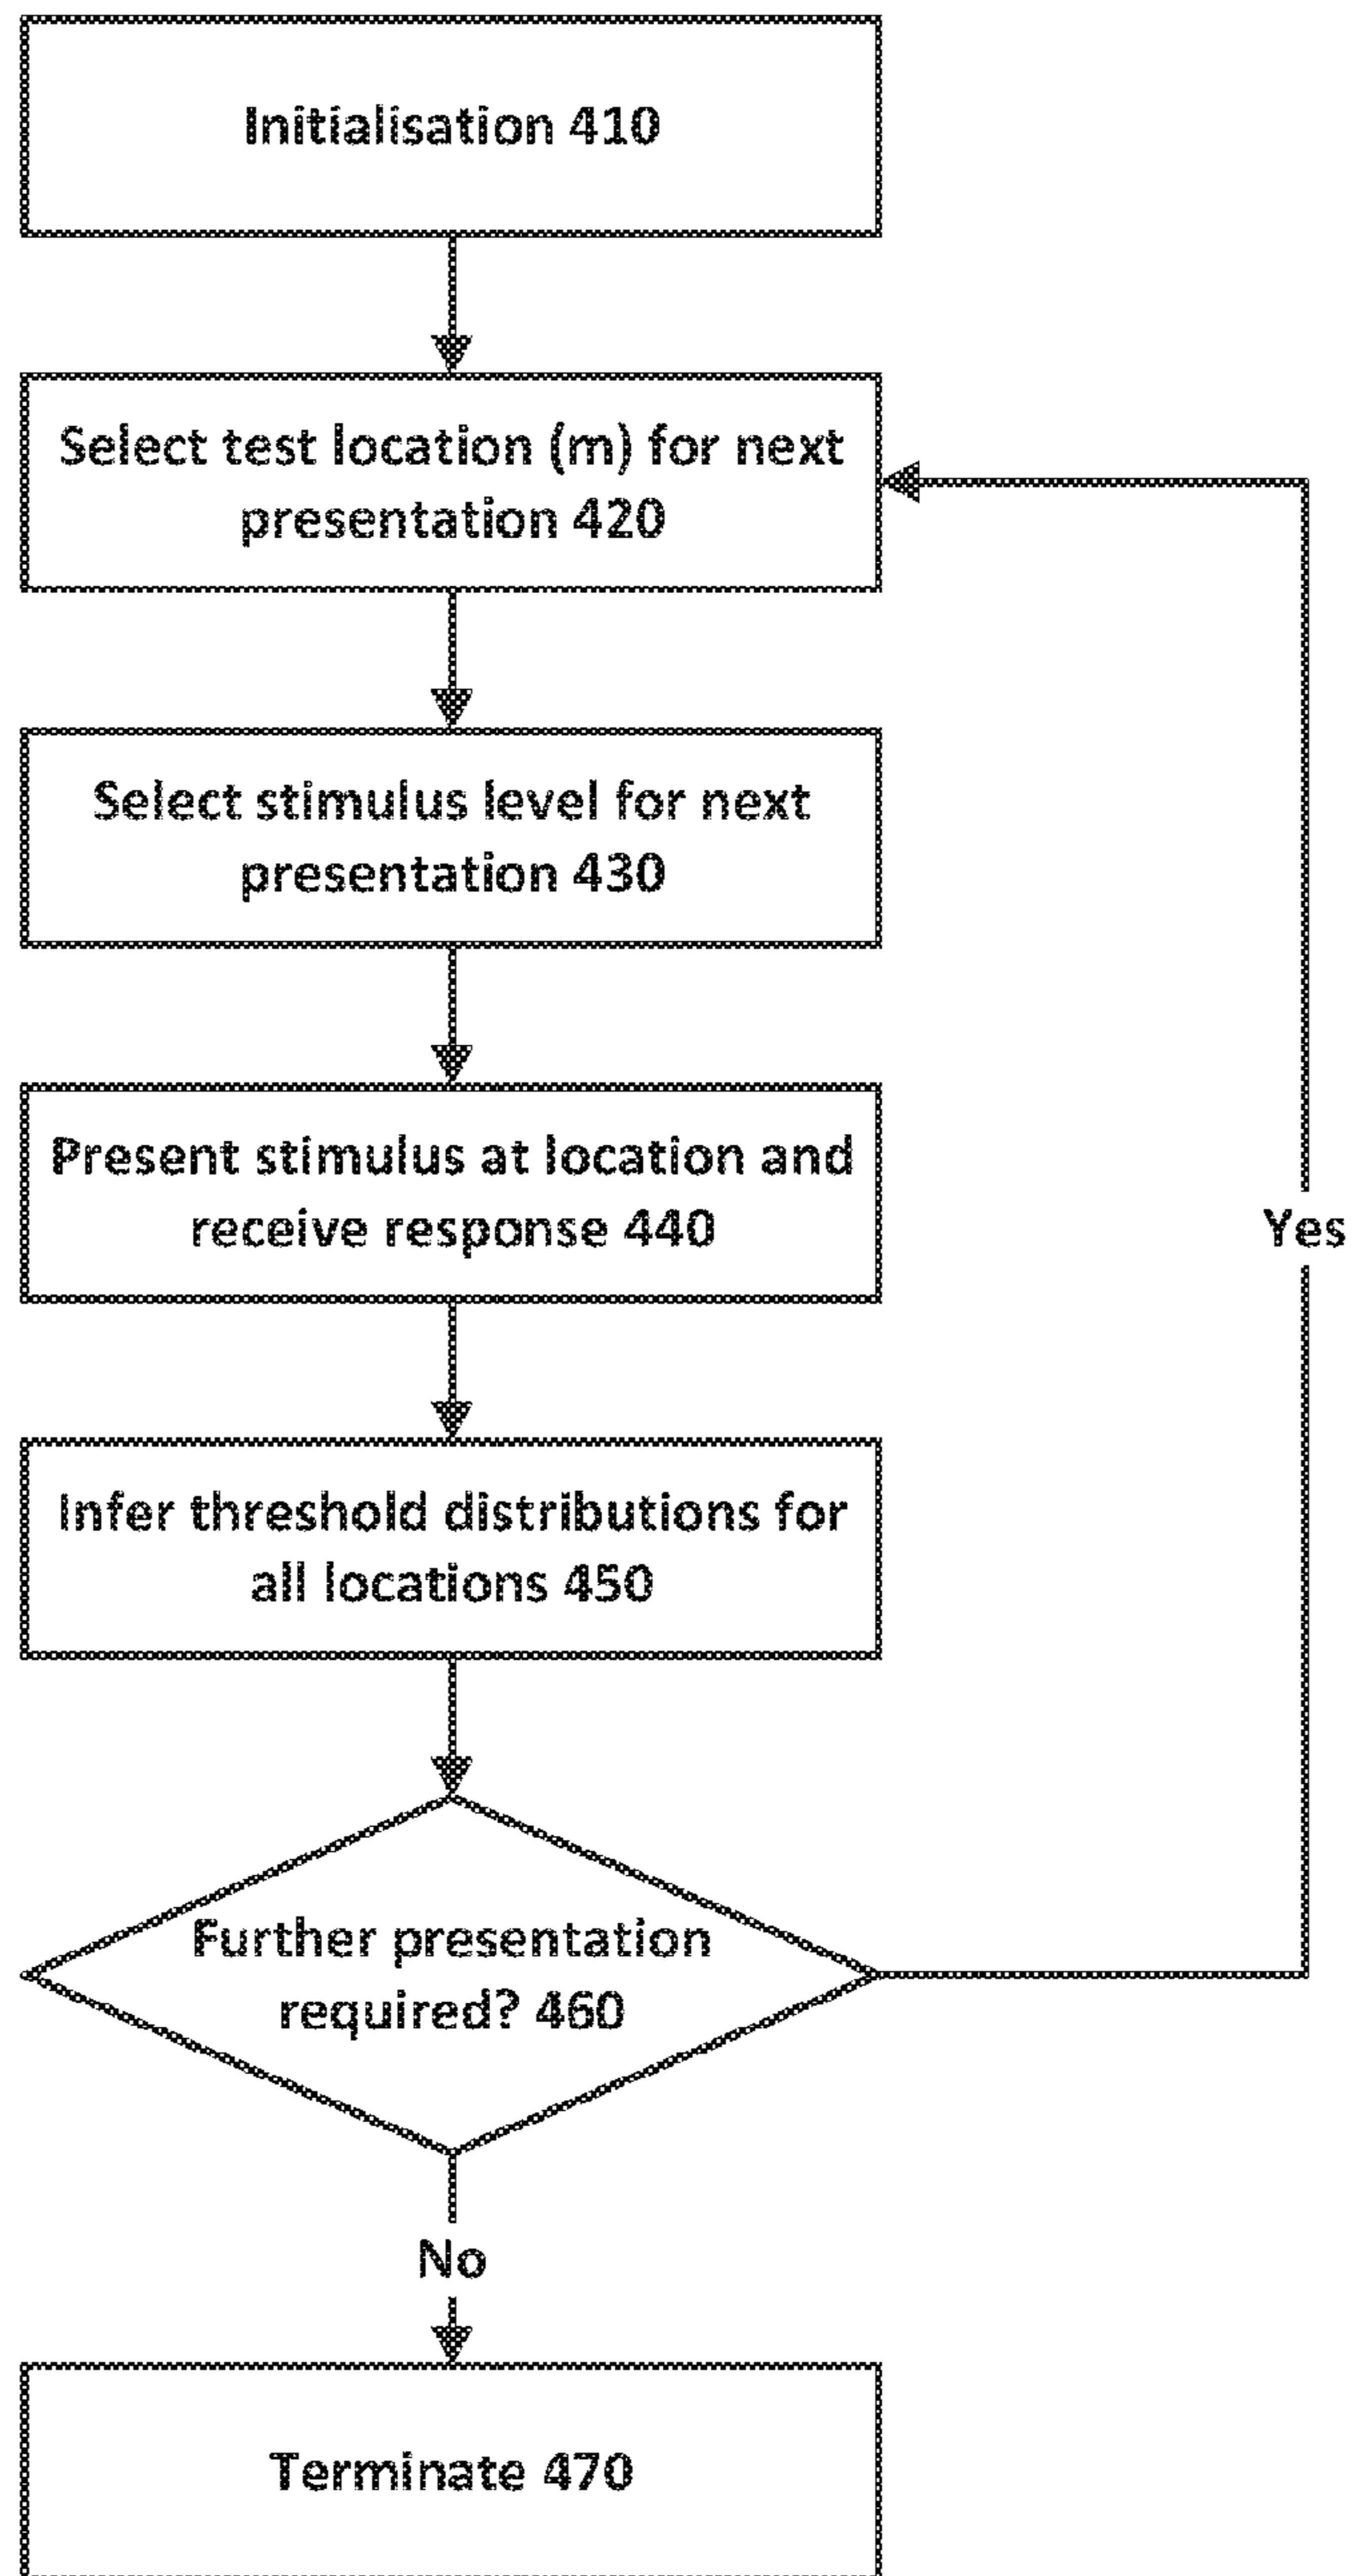 Initialisation 410
Select test location (m) for next
presentation 420
Select stimulus level for next
presentation 430
Present stimulus at location and
receive response 440
Yes
Infer threshold distributions for
all locations 450
Further presentation
required? 460
No
Terminate 470